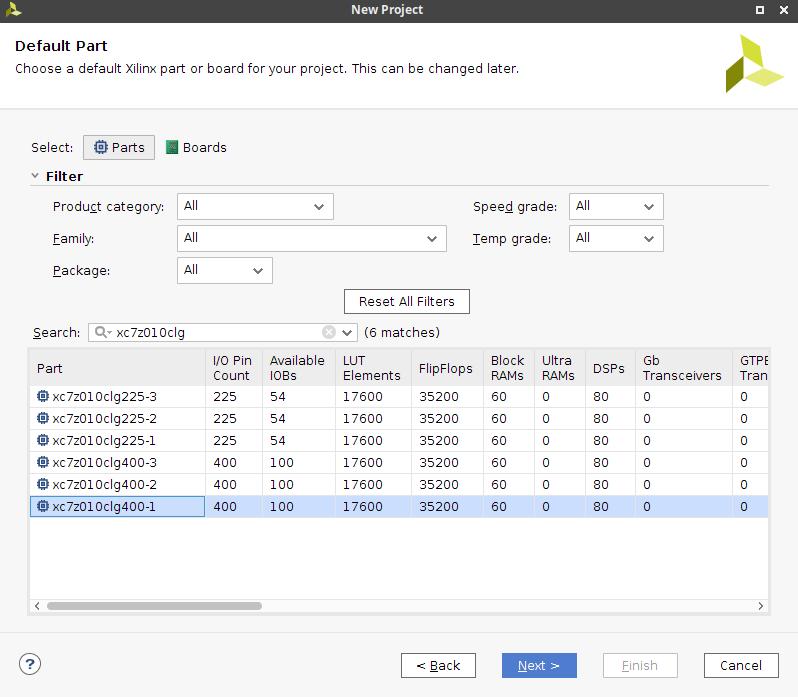 New Project
Default Part
Choose a default Xilinx part or board for your project. This can be changed later.
Select: Parts Boards
Filter
Product category: All Speed grade: All
Family: All Temp grade: All
Package: All
Reset All Filters
Search: xc7z010clg (6 matches)
Part I/O Pin Count Available IOBs LUT Elements FlipFlops Block RAMs Ultra RAMs DSPs Gb Transceivers GTPE Tran
xc7z010clg225-3 225 54 17600 35200 60 0 80 0 0
xc7z010clg225-2 225 54 17600 35200 60 0 80 0 0
xc7z010clg225-1 225 54 17600 35200 60 0 80 0 0
xc7z010clg400-3 400 100 17600 35200 60 0 80 0 0
xc7z010clg400-2 400 100 17600 35200 60 0 80 0 0
xc7z010clg400-1 400 100 17600 35200 60 0 80 0 0
? < Back Next > Finish Cancel